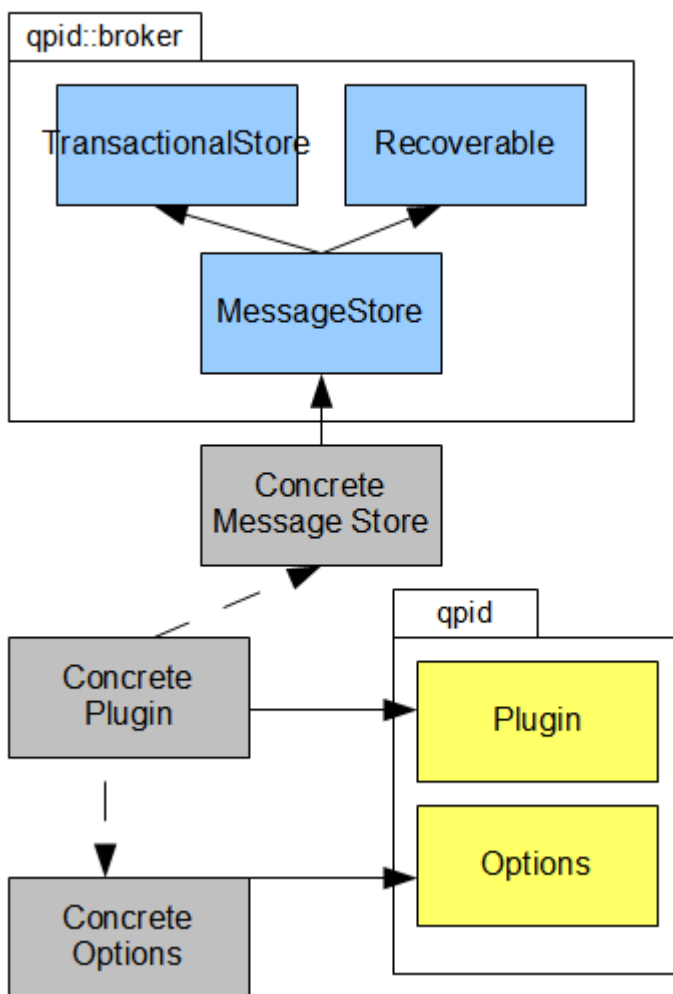 qpid::broker
TransactionalStore
Recoverable
MessageStore
Concrete
Message Store
qpid
Concrete
Plugin
Plugin
Options
Concrete
Options